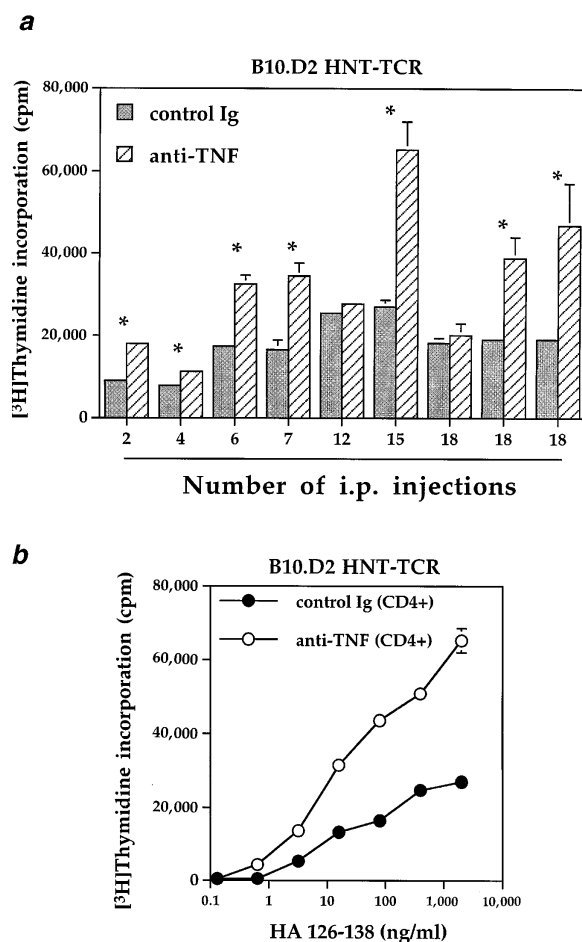 a
B10.D2 HNT-TCR
[³H]Thymidine incorporation (cpm)
80,000
60,000
40,000
20,000
0
control Ig
anti-TNF
* * * * * * *
2 4 6 7 12 15 18 18 18
Number of i.p. injections
b
B10.D2 HNT-TCR
[³H]Thymidine incorporation (cpm)
80,000
60,000
40,000
20,000
0
control Ig (CD4+)
anti-TNF (CD4+)
0.1 1 10 100 1,000 10,000
HA 126-138 (ng/ml)